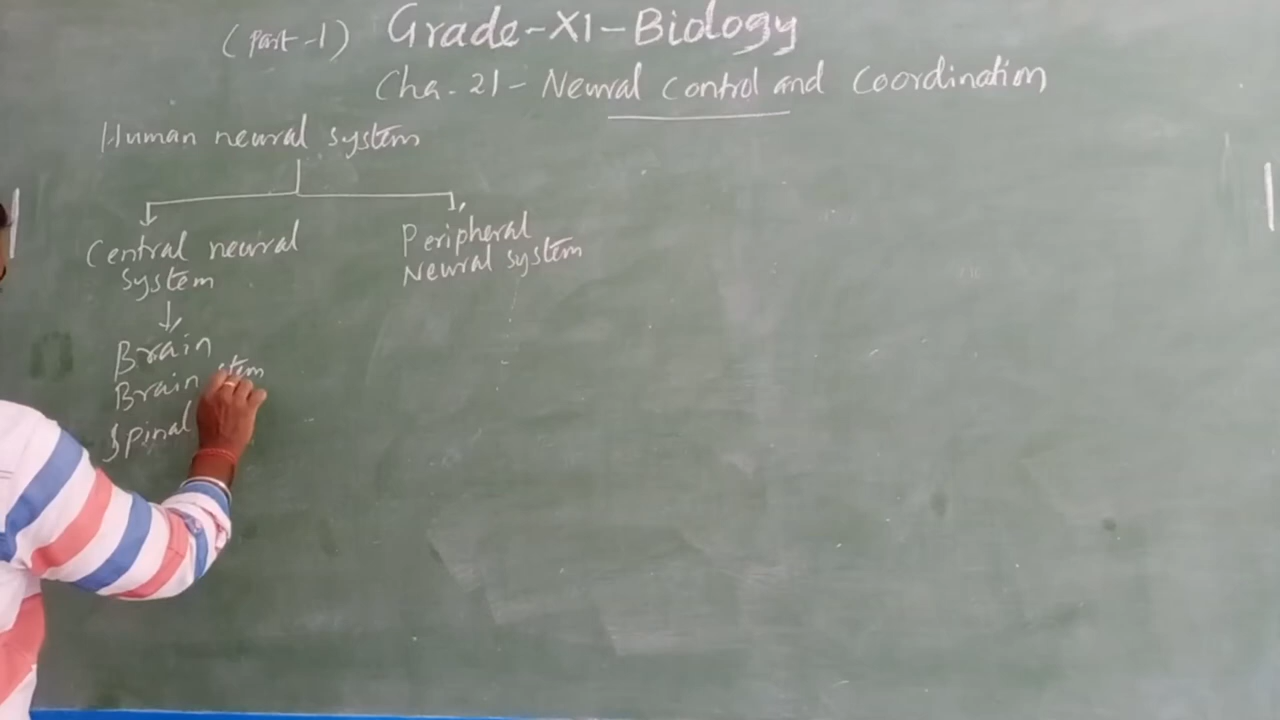 (Part-1) Grade-XI-Biology
Cha. 21- Neural control and Coordination
Human neural system
Central neural
system
Peripheral
Neural system
Brain
Brain stem
Spinal